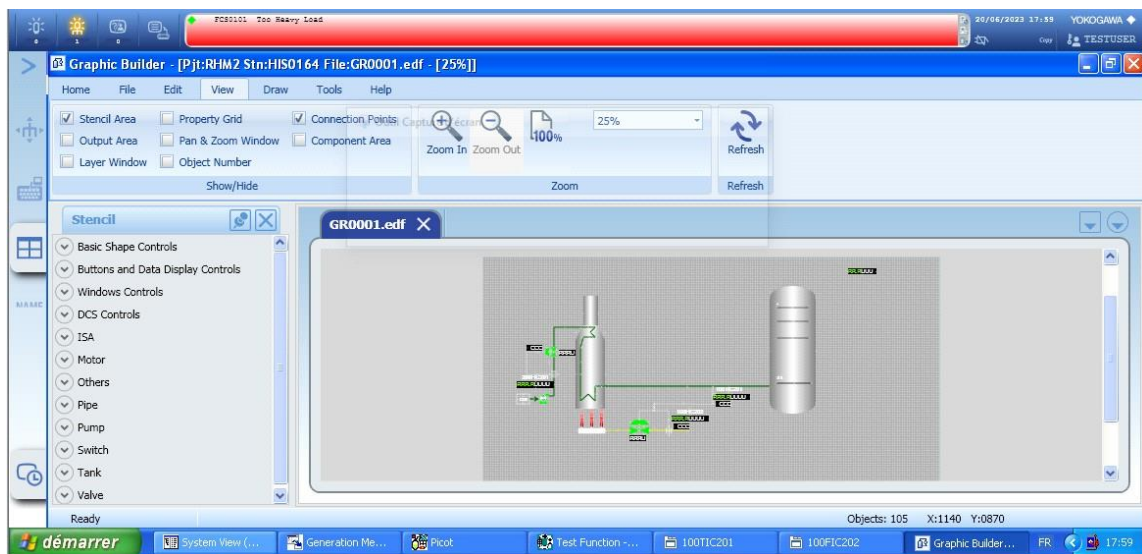 FCS0101 Too Heavy Load
20/06/2023 17:59
YOKOGAWA
Copy
TESTUSER
Graphic Builder - [Pjt:RHM2 Stn:HIS0164 File:GR0001.edf - [25%]]
Home File Edit View Draw Tools Help
Stencil Area Property Grid Connection Points
Output Area Pan & Zoom Window Component Area
Layer Window Object Number
Zoom In Zoom Out 100% 25% Refresh
Show/Hide Zoom Refresh
Stencil
GR0001.edf
Basic Shape Controls
Buttons and Data Display Controls
Windows Controls
DCS Controls
ISA
Motor
Others
Pipe
Pump
Switch
Tank
Valve
NAME
Ready Objects: 105 X:1140 Y:0870
démarrer System View (... Generation Me... Picot Test Function -... 100TIC201 100FIC202 Graphic Builder... FR 17:59